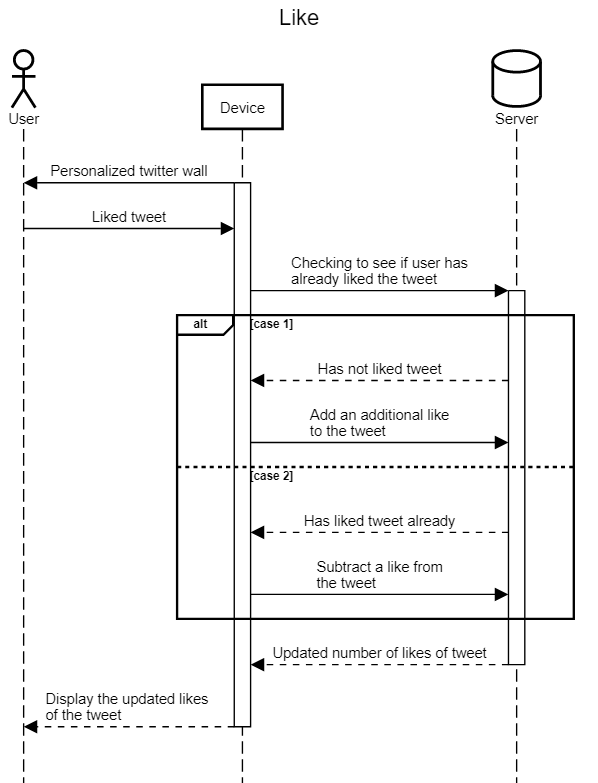 Like
User
Device
Server
Personalized twitter wall
Liked tweet
Checking to see if user has
already liked the tweet
alt
[case 1]
Has not liked tweet
Add an additional like
to the tweet
[case 2]
Has liked tweet already
Subtract a like from
the tweet
Updated number of likes of tweet
Display the updated likes
of the tweet